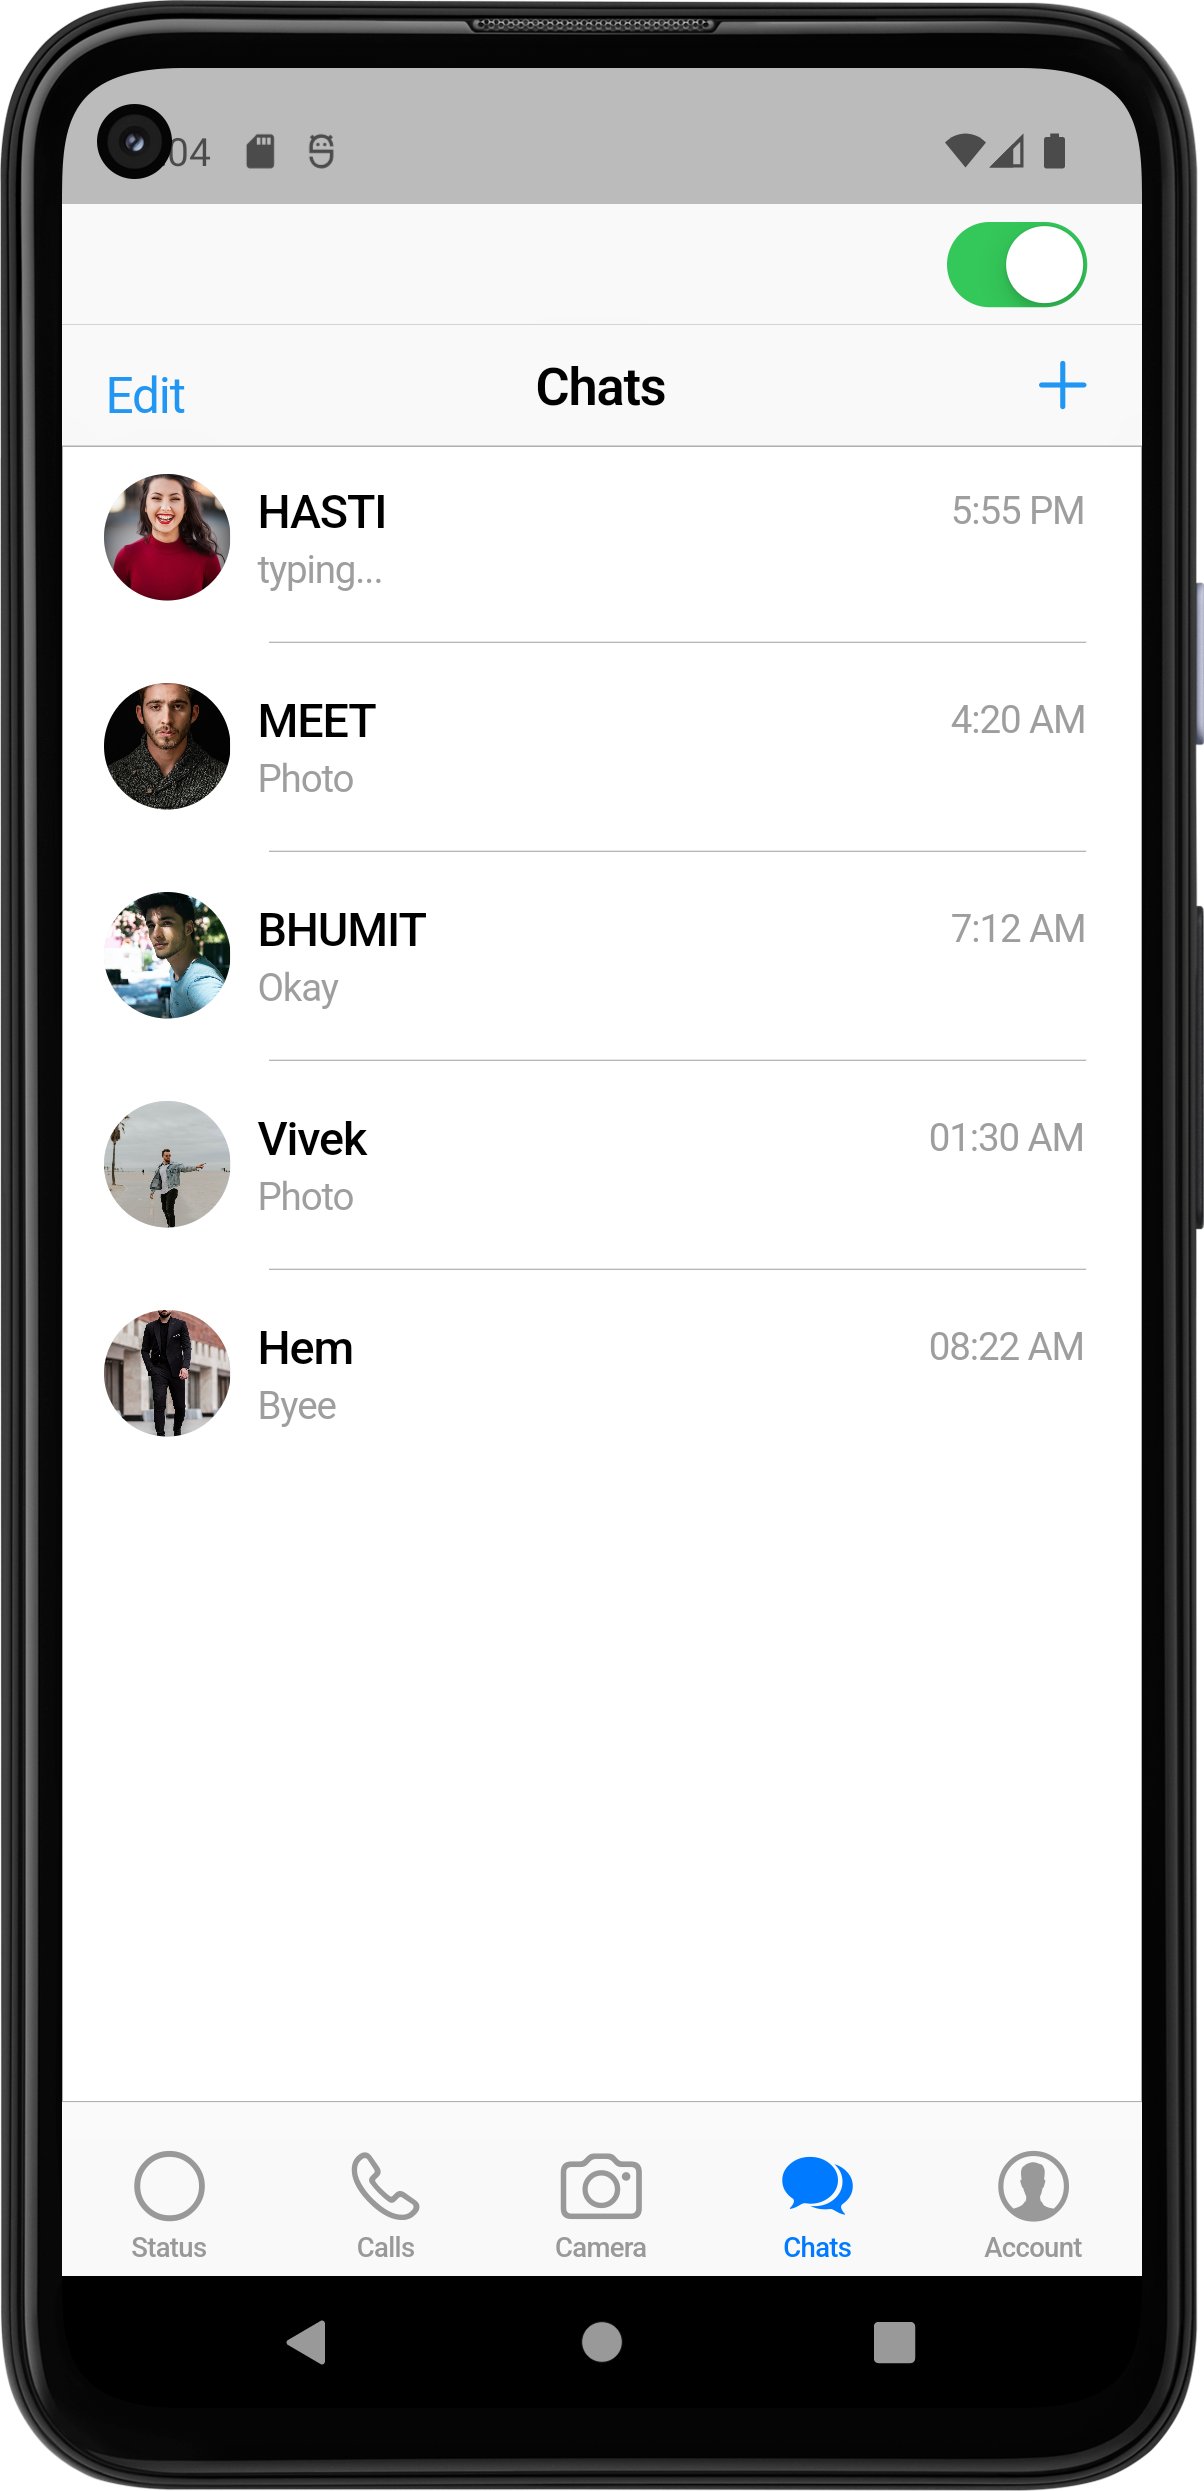 04
Edit
Chats
HASTI
5:55 PM
typing...
MEET
4:20 AM
Photo
BHUMIT
7:12 AM
Okay
Vivek
01:30 AM
Photo
Hem
08:22 AM
Byee
Status
Calls
Camera
Chats
Account